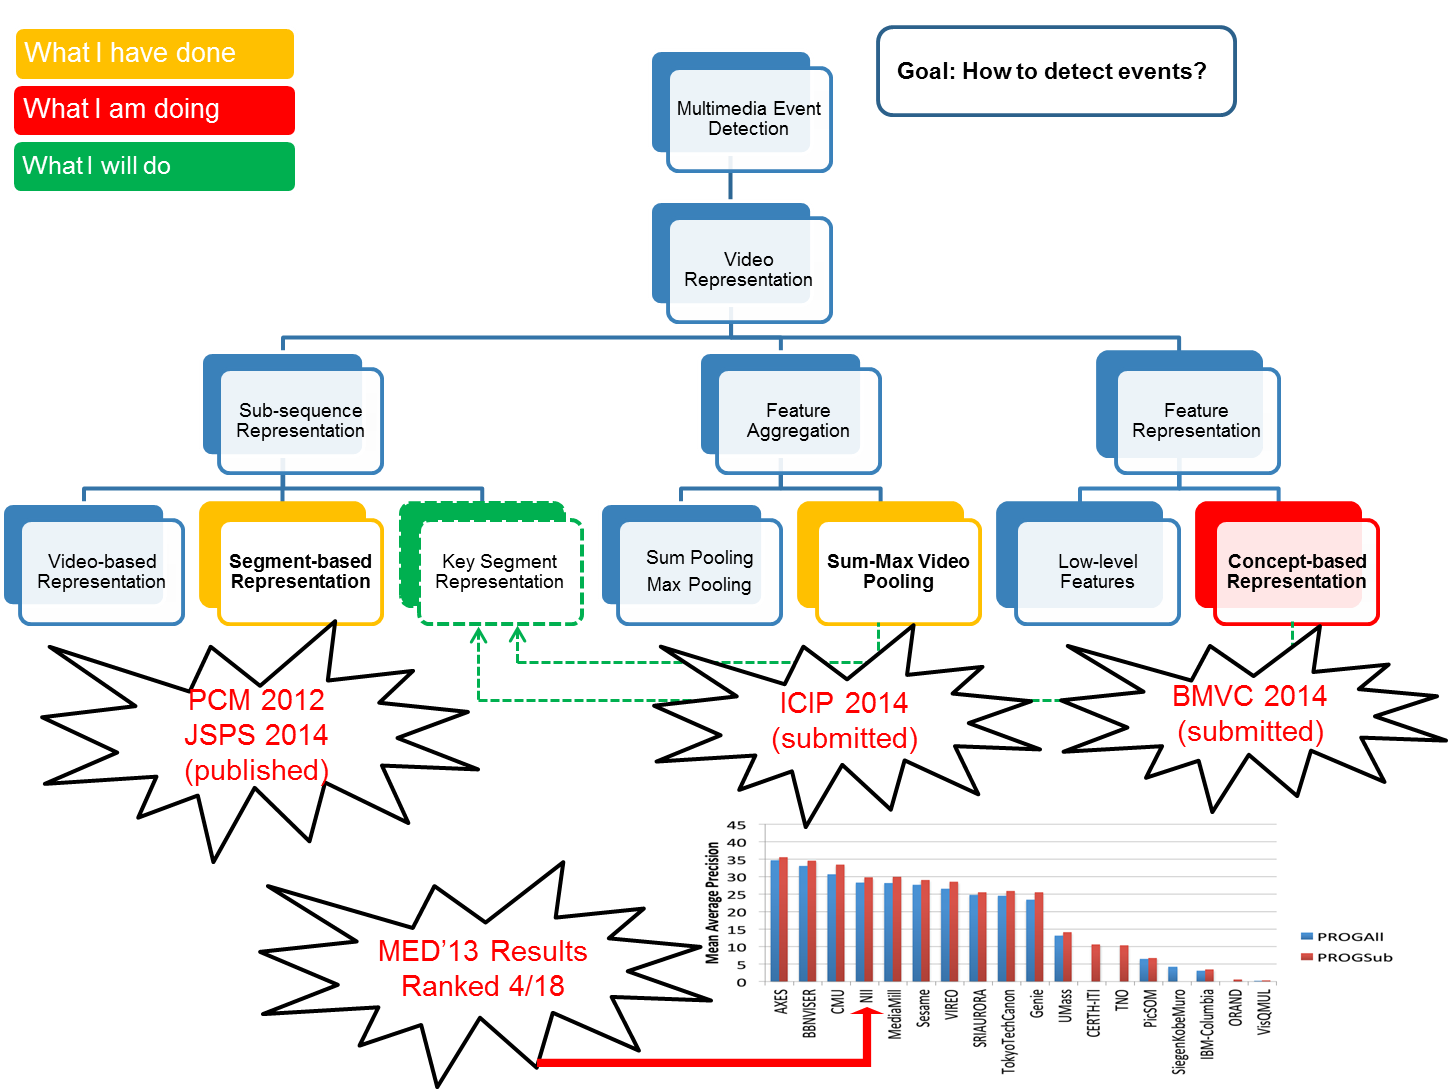 What I have done
What I am doing
What I will do
Goal: How to detect events?
Multimedia Event
Detection
Video
Representation
Sub-sequence
Representation
Feature
Aggregation
Feature
Representation
Video-based
Representation
Segment-based
Representation
Key Segment
Representation
Sum Pooling
Max Pooling
Sum-Max Video
Pooling
Low-level
Features
Concept-based
Representation
PCM 2012
JSPS 2014
(published)
ICIP 2014
(submitted)
BMVC 2014
(submitted)
MED’13 Results
Ranked 4/18
Mean Average Precision
45
40
35
30
25
20
15
10
5
0
AXES
BBNVISER
CMU
NII
MediaMill
Sesame
VIREO
SRIAURORA
TokyoTechCanon
Genie
UMass
CERTH-ITI
TNO
PicSOM
SiegenKobeMuro
IBM-Columbia
ORAND
VisQMUL
PROGAll
PROGSub